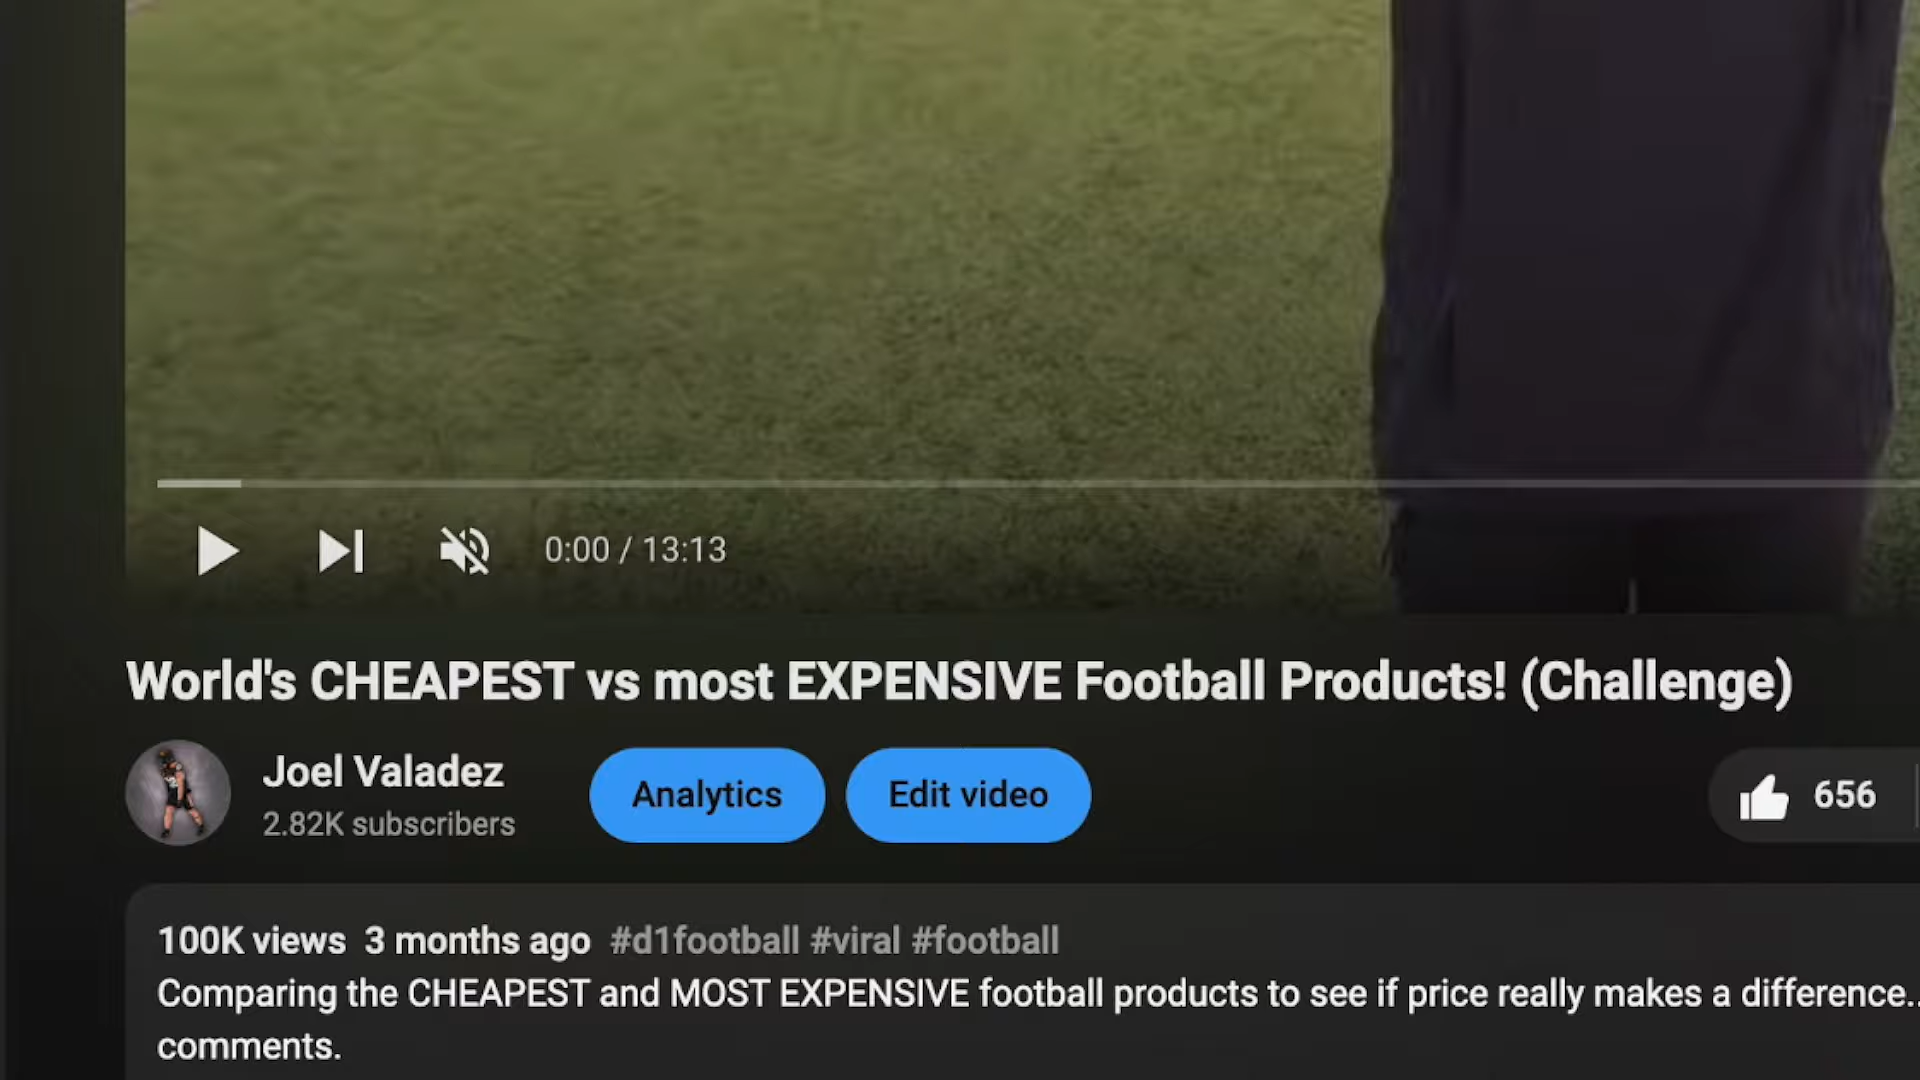 0:00 / 13:13
World's CHEAPEST vs most EXPENSIVE Football Products! (Challenge)
Joel Valadez
2.82K subscribers
Analytics
Edit video
656
100K views 3 months ago #d1football #viral #football
Comparing the CHEAPEST and MOST EXPENSIVE football products to see if price really makes a difference..
comments.